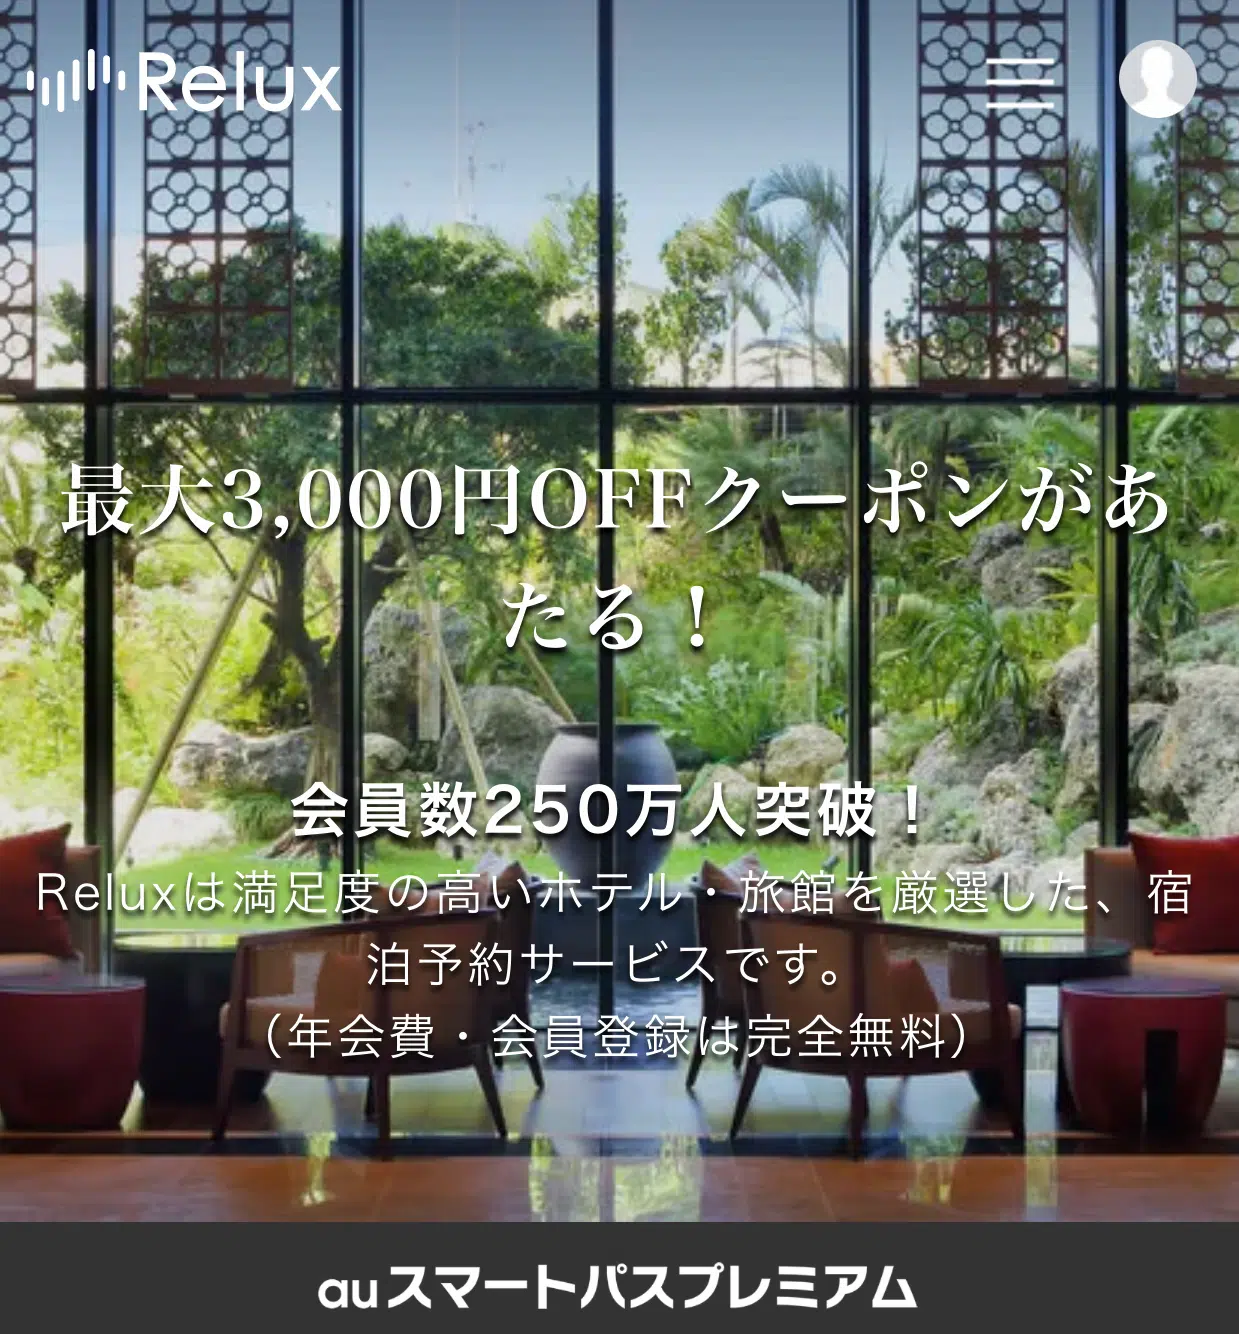 Relux
最大3,000円OFFクーポンがあ
たる！
会員数250万人突破！
Reluxは満足度の高いホテル・旅館を厳選した、宿
泊予約サービスです。
（年会費・会員登録は完全無料）
auスマートパスプレミアム